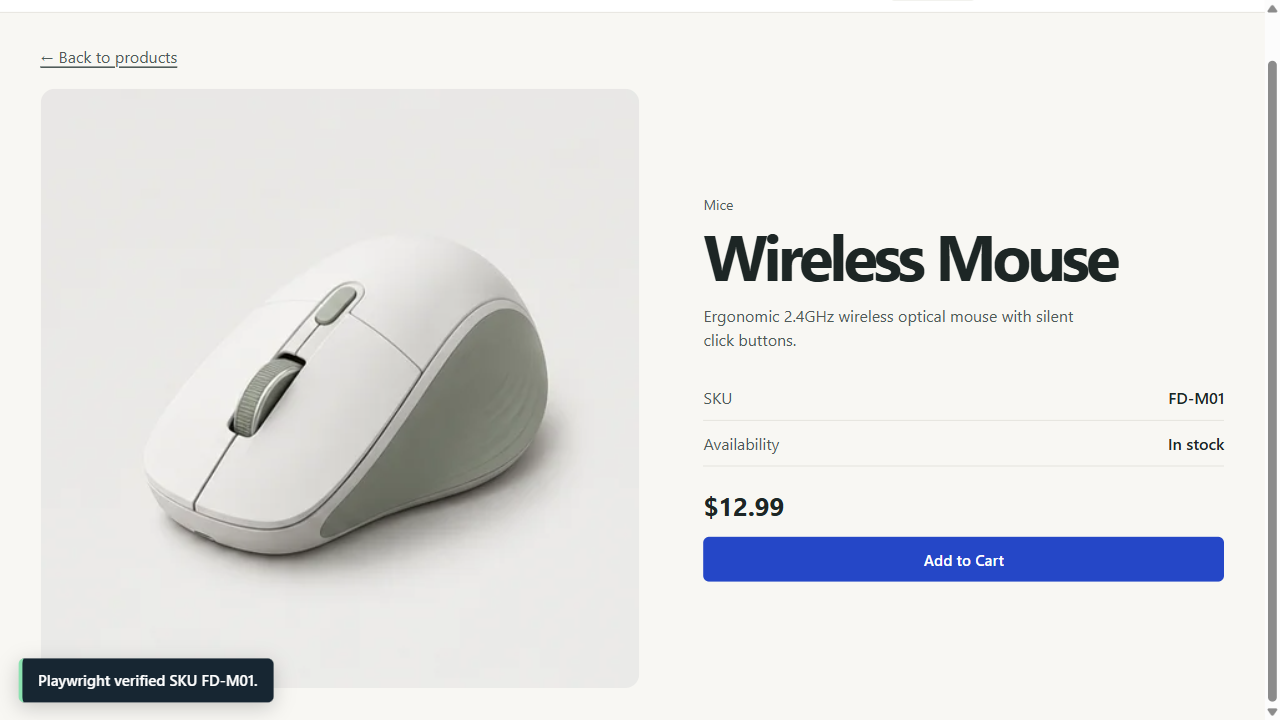 ← Back to products
Mice
Wireless Mouse
Ergonomic 2.4GHz wireless optical mouse with silent
click buttons.
SKU FD-M01
Availability In stock
$12.99
Add to Cart
Playwright verified SKU FD-M01.